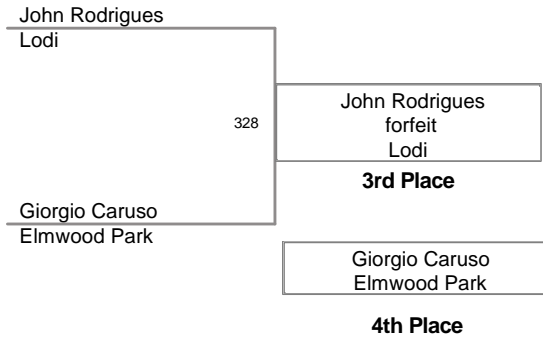 John Rodrigues
Lodi
328
John Rodrigues
forfeit
Lodi
3rd Place
Giorgio Caruso
Elmwood Park
Giorgio Caruso
Elmwood Park
4th Place